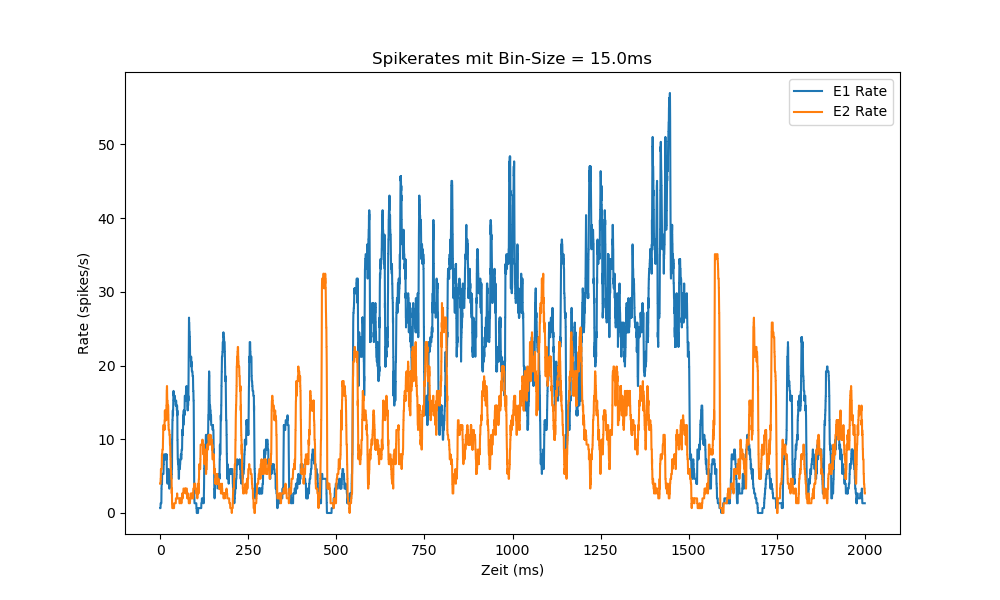 Spikerates mit Bin-Size = 15.0ms
E1 Rate
E2 Rate
Rate (spikes/s)
50
40
30
20
10
0
0 250 500 750 1000 1250 1500 1750 2000
Zeit (ms)